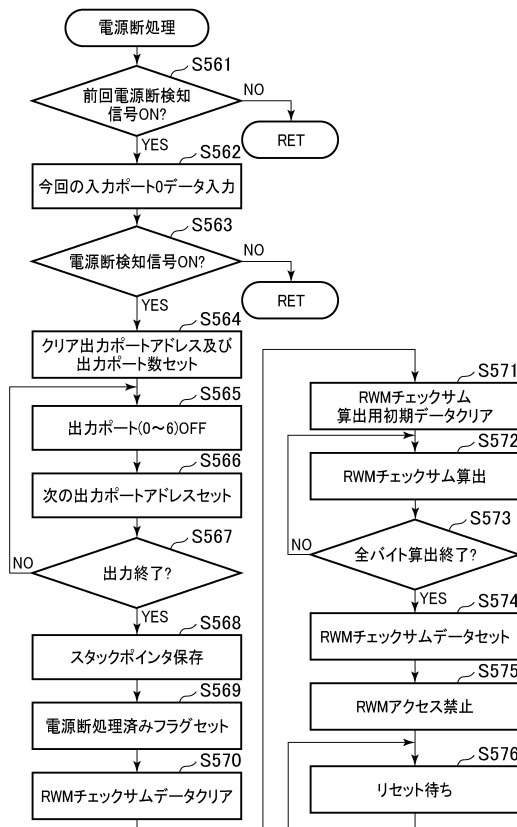 電源断処理
S561
前回電源断検知
信号ON?
NO
RET
YES
S562
今回の入力ポート0データ入力
S563
電源断検知信号ON?
NO
RET
YES
S564
クリア出力ポートアドレス及び
出力ポート数セット
S565
出力ポート(0～6)OFF
S566
次の出力ポートアドレスセット
S567
NO
出力終了?
YES
S568
スタックポインタ保存
S569
電源断処理済みフラグセット
S570
RWMチェックサムデータクリア
S571
RWMチェックサム
算出用初期データクリア
S572
RWMチェックサム算出
S573
NO
全バイト算出終了?
YES
S574
RWMチェックサムデータセット
S575
RWMアクセス禁止
S576
リセット待ち